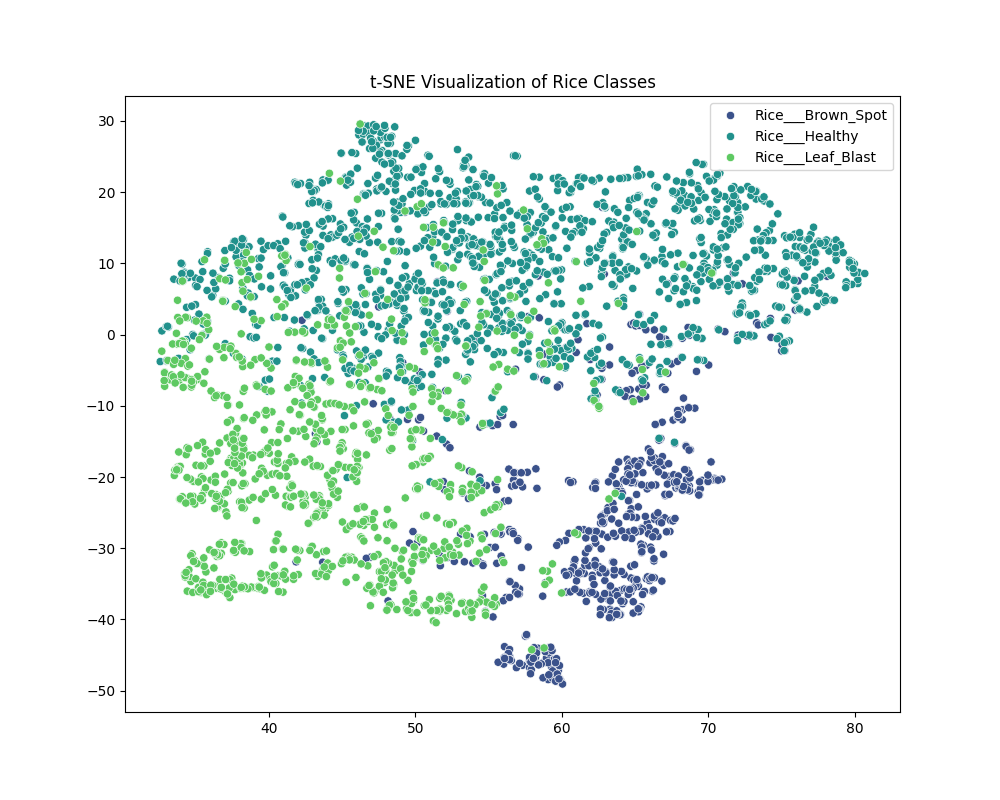 t-SNE Visualization of Rice Classes
Rice___Brown_Spot
Rice___Healthy
Rice___Leaf_Blast
30
20
10
0
−10
−20
−30
−40
−50
40 50 60 70 80